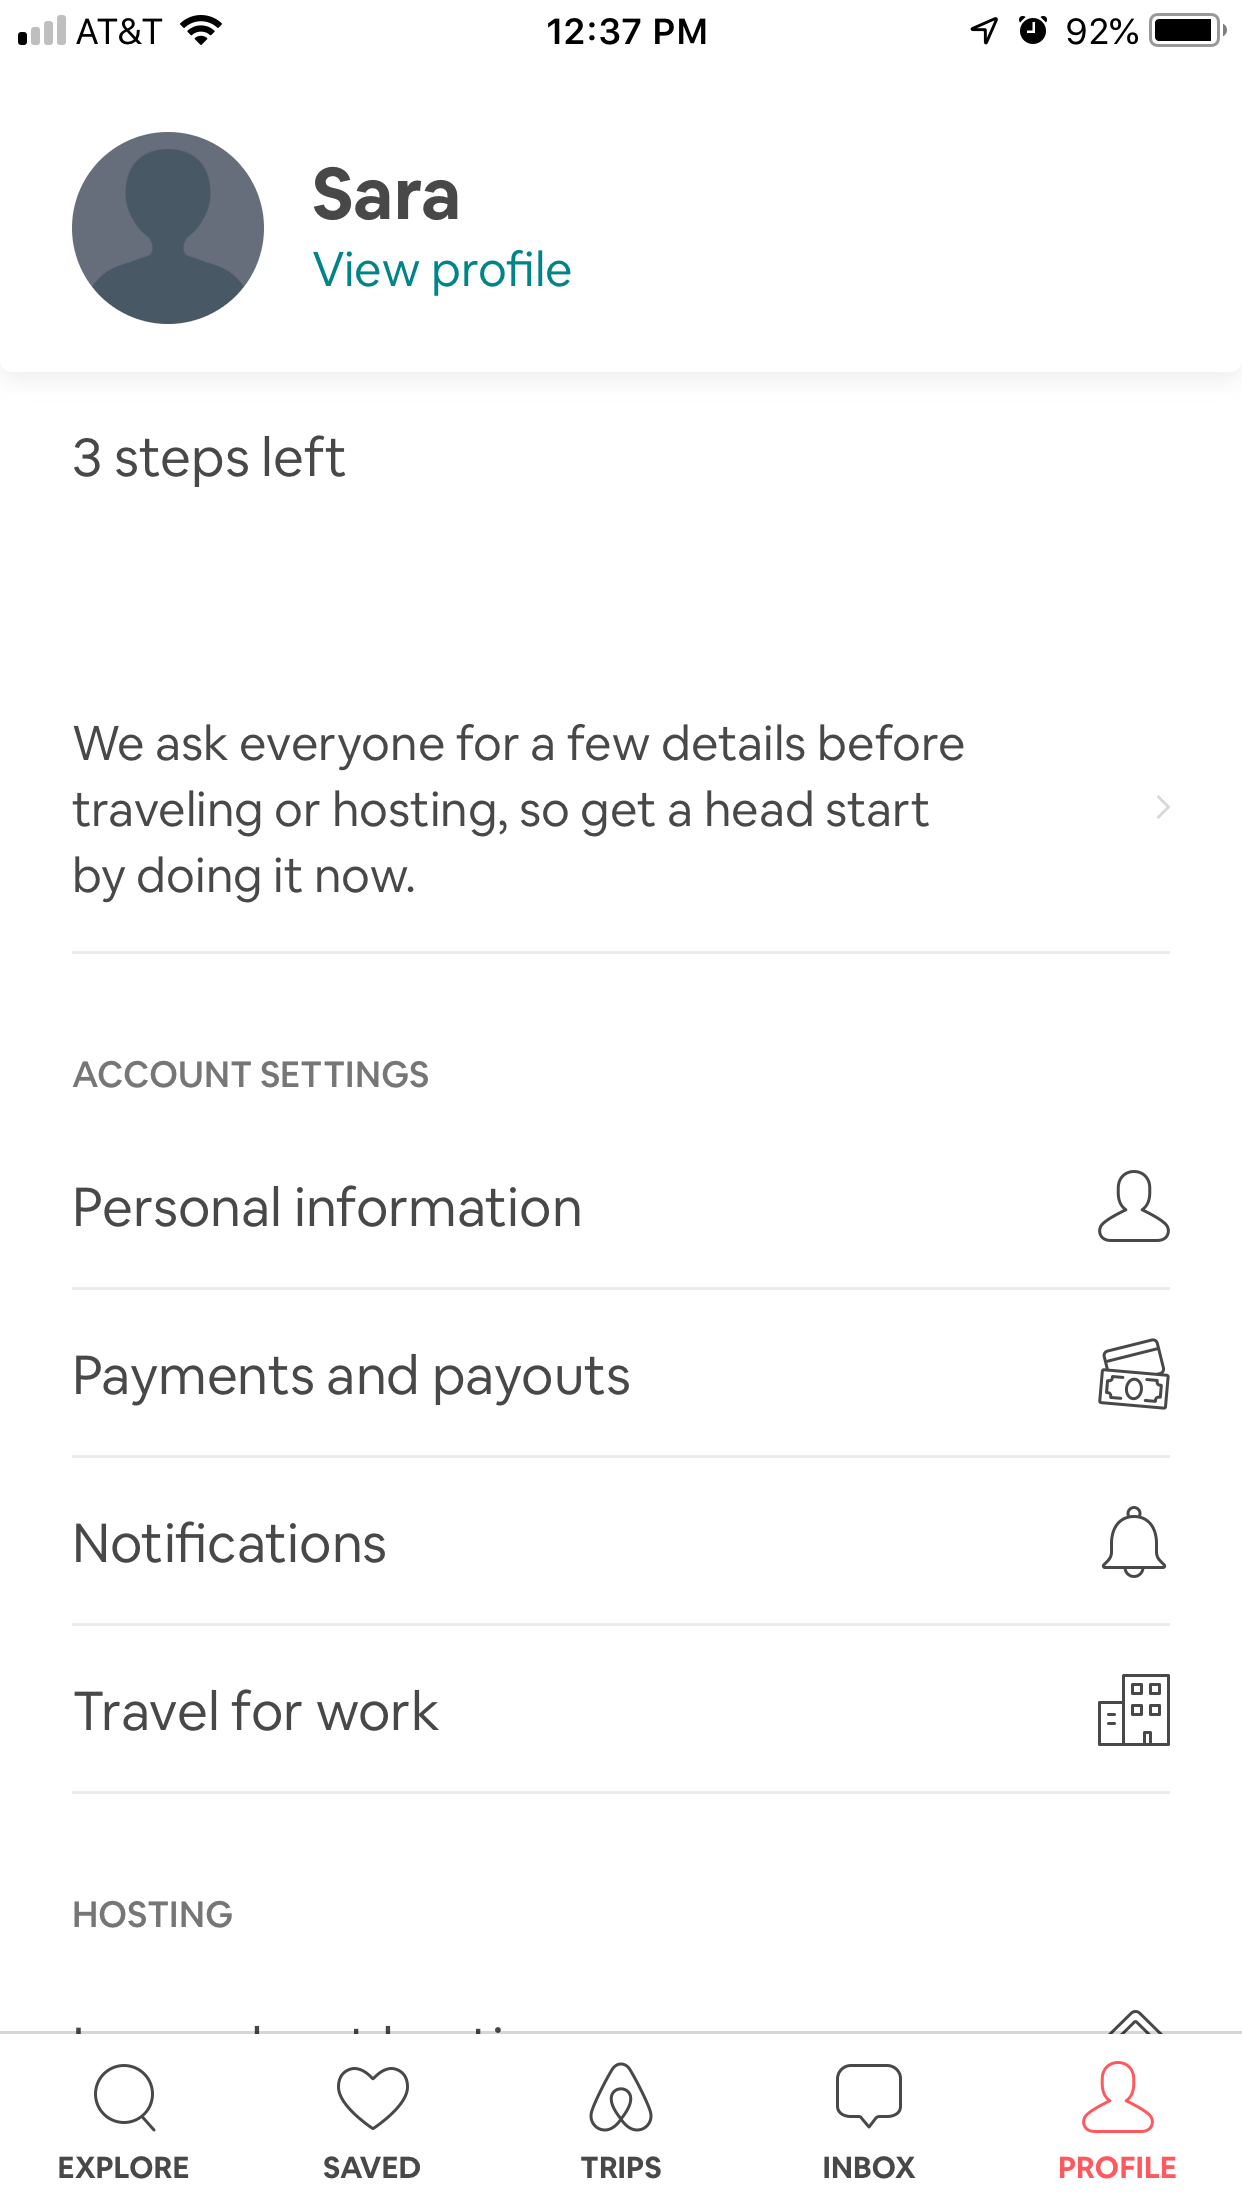 AT&T 12:37 PM 92%
Sara
View profile
3 steps left
We ask everyone for a few details before
traveling or hosting, so get a head start
by doing it now.
ACCOUNT SETTINGS
Personal information
Payments and payouts
Notifications
Travel for work
HOSTING
EXPLORE SAVED TRIPS INBOX PROFILE